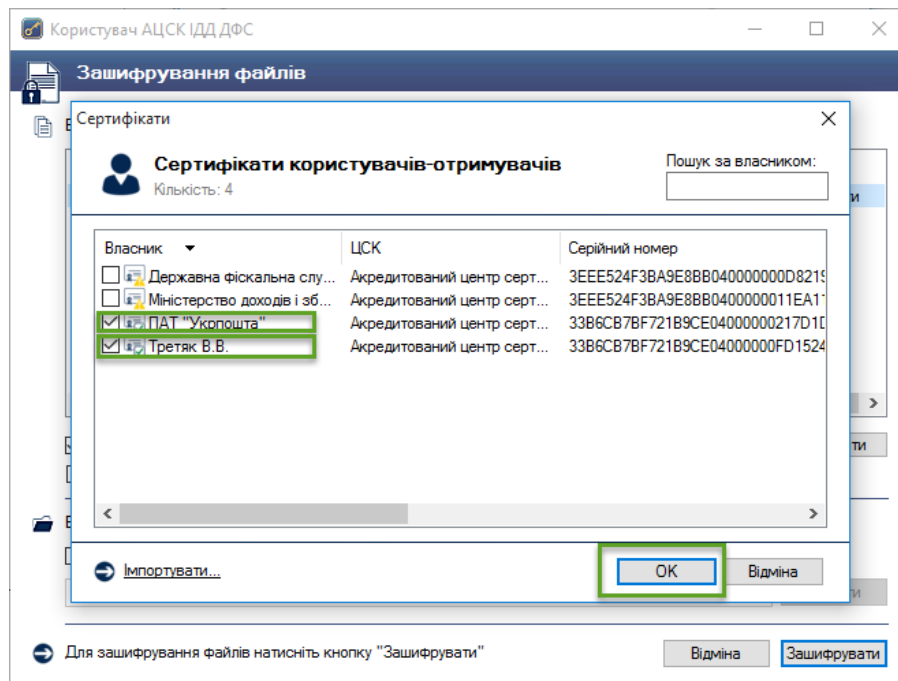 Користувач АЦСК ІДД ДФС
Зашифрування файлів
Сертифікати
Сертифікати користувачів-отримувачів
Кількість: 4
Пошук за власником:
Власник ЦСК Серійний номер
Державна фіскальна слу... Акредитований центр серт... 3EEE524F3BA9E8BB040000000D821
Міністерство доходів і зб... Акредитований центр серт... 3EEE524F3BA9E8BB0400000011EA1
ПАТ "Укрпошта" Акредитований центр серт... 33B6CB7BF721B9CE04000000217D1
Третяк В.В. Акредитований центр серт... 33B6CB7BF721B9CE04000000FD1524
Імпортувати...
OK
Відміна
Для зашифрування файлів натисніть кнопку "Зашифрувати"
Відміна
Зашифрувати